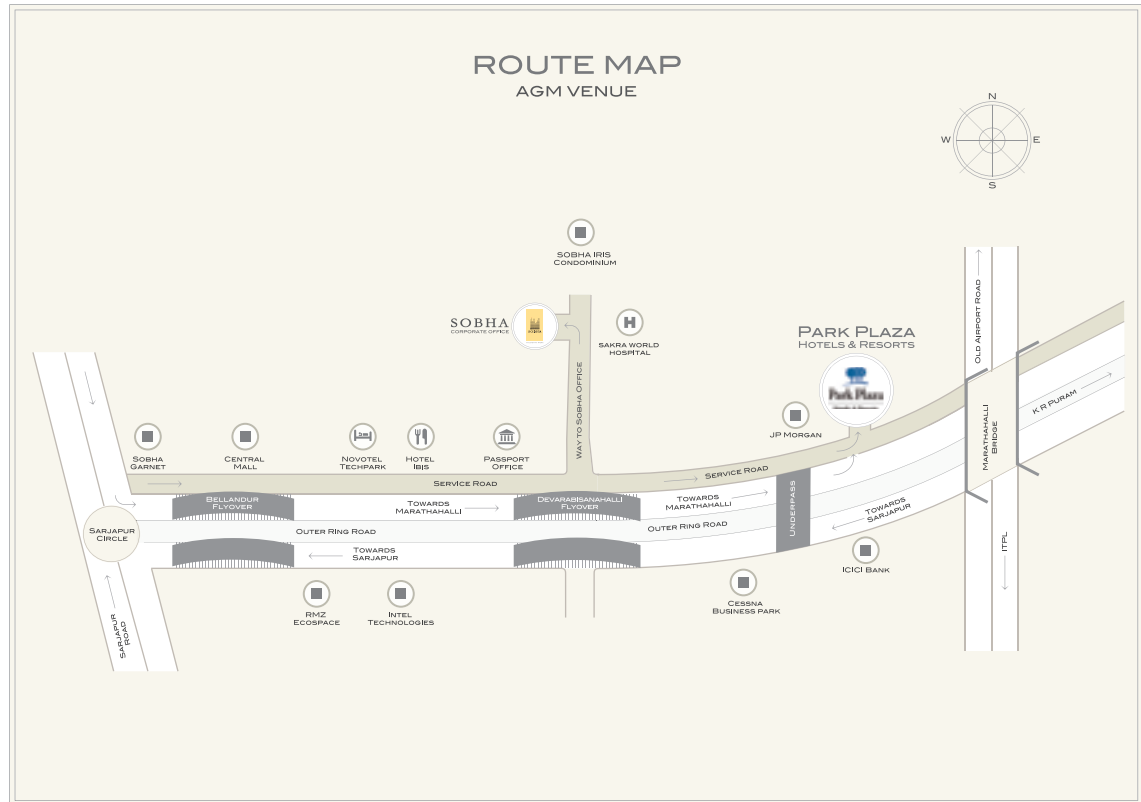 ROUTE MAP
AGM VENUE
N
W
E
S
SOBHA IRIS
CONDOMINIUM
SOBHA
CORPORATE OFFICE
SAKRA WORLD
HOSPITAL
WAY TO SOBHA OFFICE
PARK PLAZA
HOTELS & RESORTS
Park Plaza
Hotels & Resorts
OLD AIRPORT ROAD
MARATHAHALLI
BRIDGE
K R PURAM
JP MORGAN
SOBHA
GARNET
CENTRAL
MALL
NOVOTEL
TECHPARK
HOTEL
IBIS
PASSPORT
OFFICE
SERVICE ROAD
SERVICE ROAD
BELLANDUR
FLYOVER
TOWARDS
MARATHAHALLI
DEVARABISANAHALLI
FLYOVER
TOWARDS
MARATHAHALLI
UNDERPASS
TOWARDS
SARJAPUR
SARJAPUR
CIRCLE
OUTER RING ROAD
OUTER RING ROAD
TOWARDS
SARJAPUR
ITPL
ICICI BANK
CESSNA
BUSINESS PARK
RMZ
ECOSPACE
INTEL
TECHNOLOGIES
SARJAPUR
ROAD